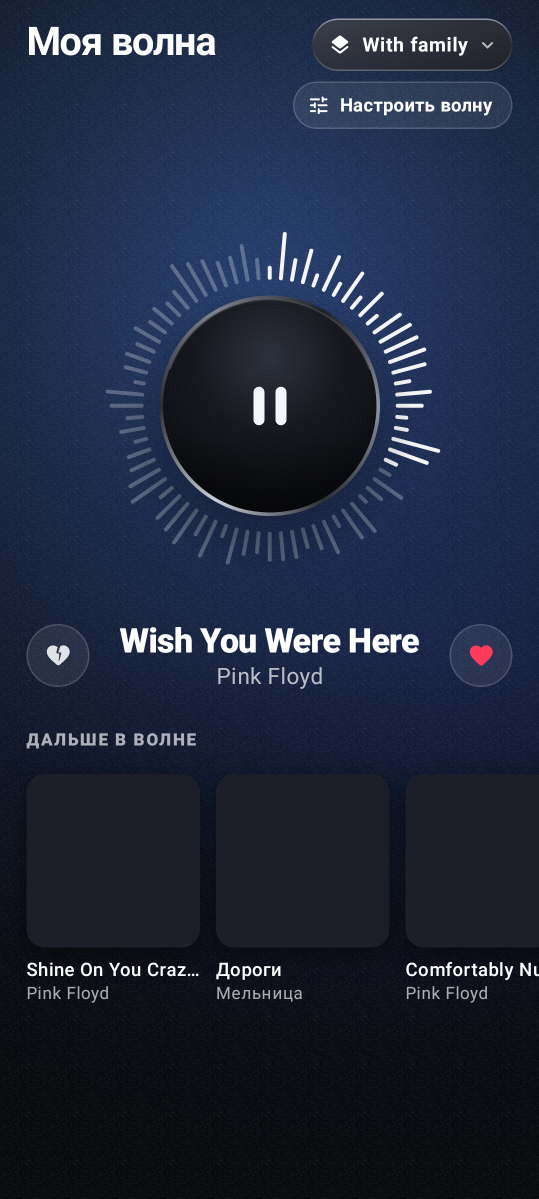 Моя волна
With family
Настроить волну
Wish You Were Here
Pink Floyd
ДАЛЬШЕ В ВОЛНЕ
Shine On You Craz…
Pink Floyd
Дороги
Мельница
Comfortably Nu
Pink Floyd